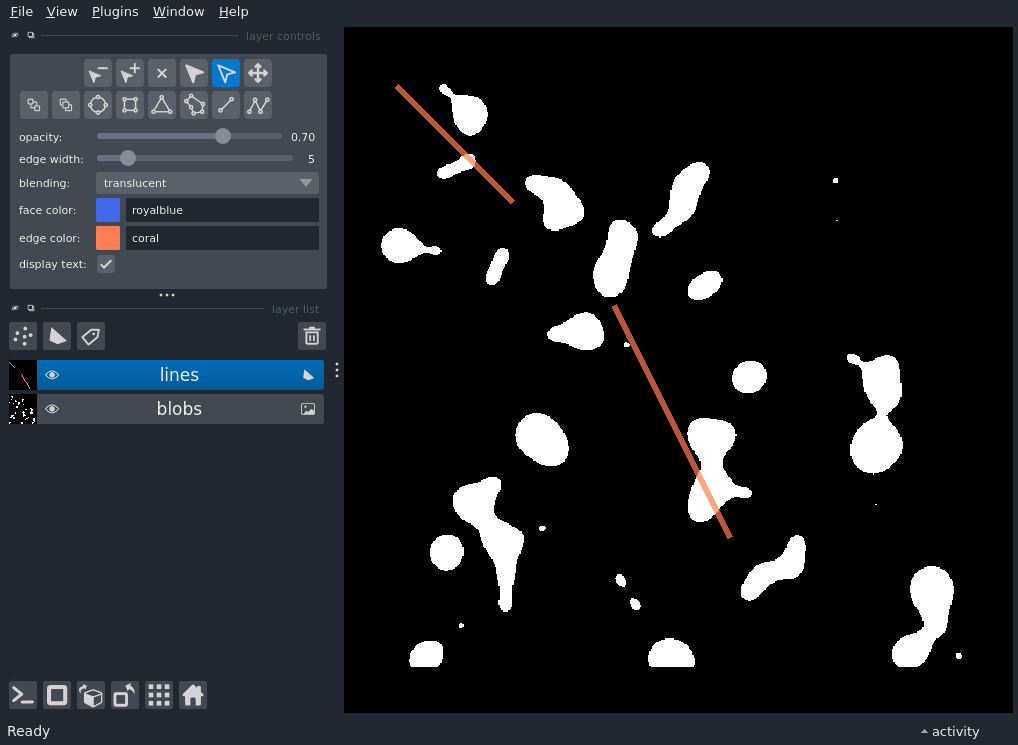 File View Plugins Window Help
layer controls
opacity: 0.70
edge width: 5
blending: translucent
face color: royalblue
edge color: coral
display text:
layer list
lines
blobs
Ready
activity